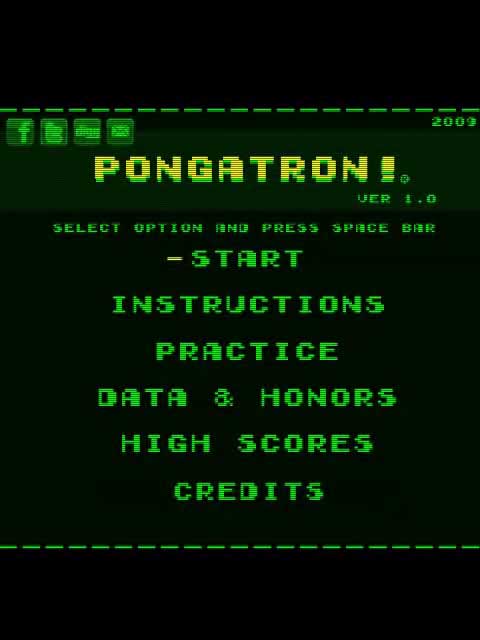 2009
PONGATRON!®
VER 1.0
SELECT OPTION AND PRESS SPACE BAR
-START
INSTRUCTIONS
PRACTICE
DATA & HONORS
HIGH SCORES
CREDITS